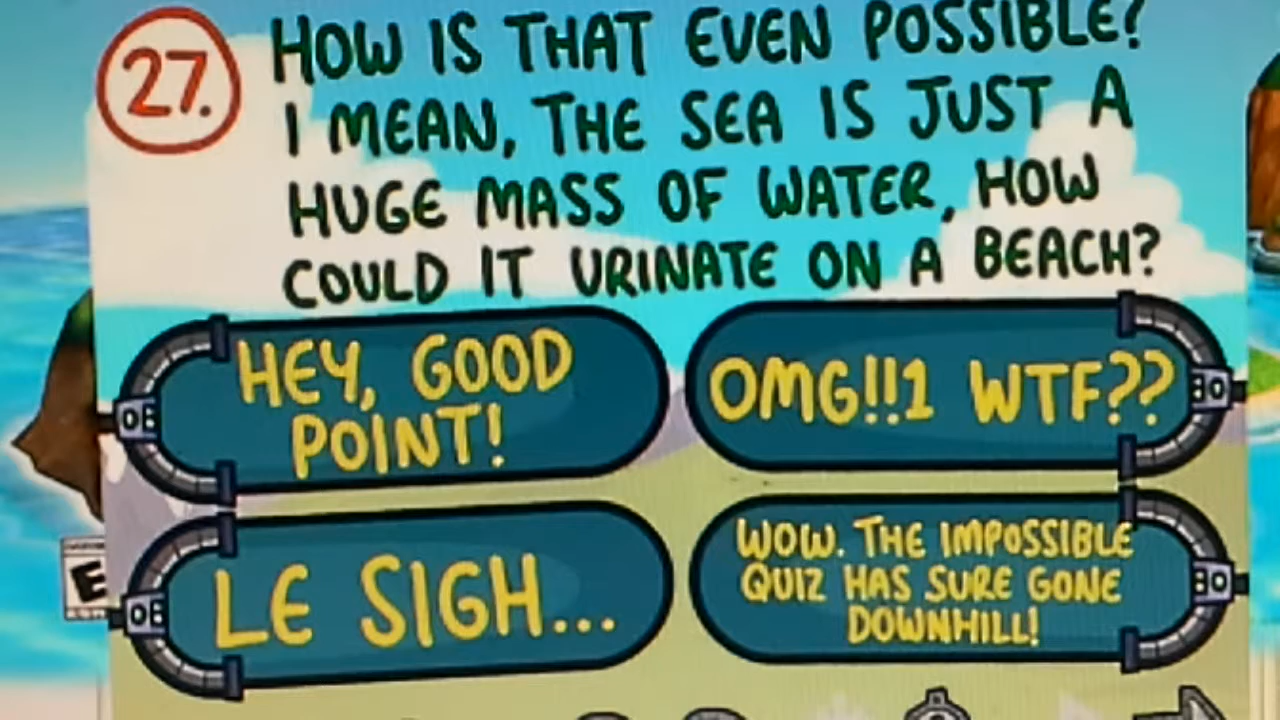 27.
HOW IS THAT EVEN POSSIBLE?
I MEAN, THE SEA IS JUST A
HUGE MASS OF WATER, HOW
COULD IT URINATE ON A BEACH?
HEY, GOOD
POINT!
OMG!!1 WTF??
LE SIGH...
WOW. THE IMPOSSIBLE
QUIZ HAS SURE GONE
DOWNHILL!
E